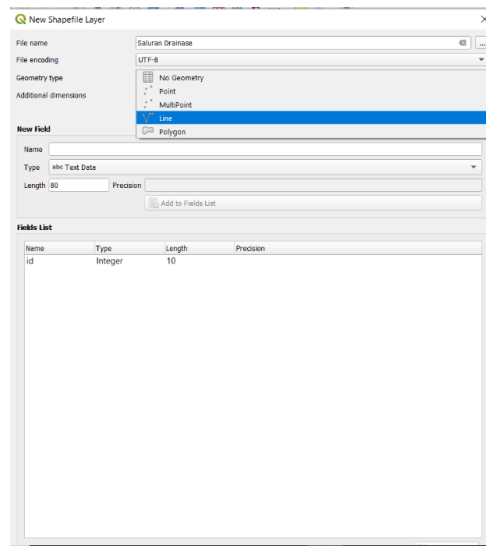 New Shapefile Layer
File name Saluran Drainase ...
File encoding UTF-8
Geometry type No Geometry
Additional dimensions Point
MultiPoint
Line
Polygon
New Field
Name
Type abc Text Data
Length 80 Precision
Add to Fields List
Fields List
Name Type Length Precision
id Integer 10